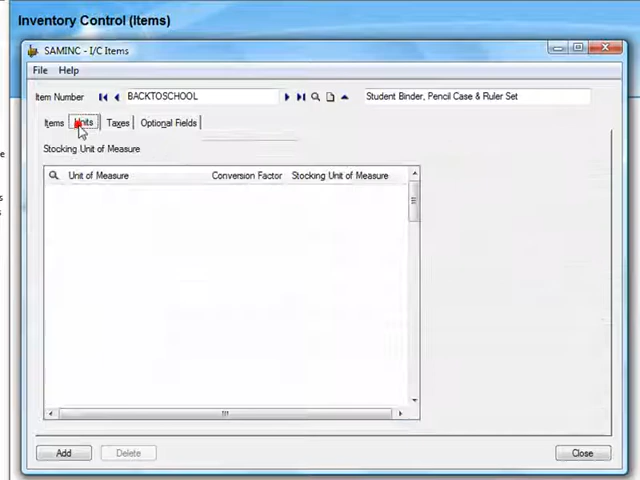 Inventory Control (Items)
SAMINC - I/C Items
File Help
Item Number BACKTOSCHOOL Student Binder, Pencil Case & Ruler Set
Items Units Taxes Optional Fields
Stocking Unit of Measure
Unit of Measure Conversion Factor Stocking Unit of Measure
Add Delete Close